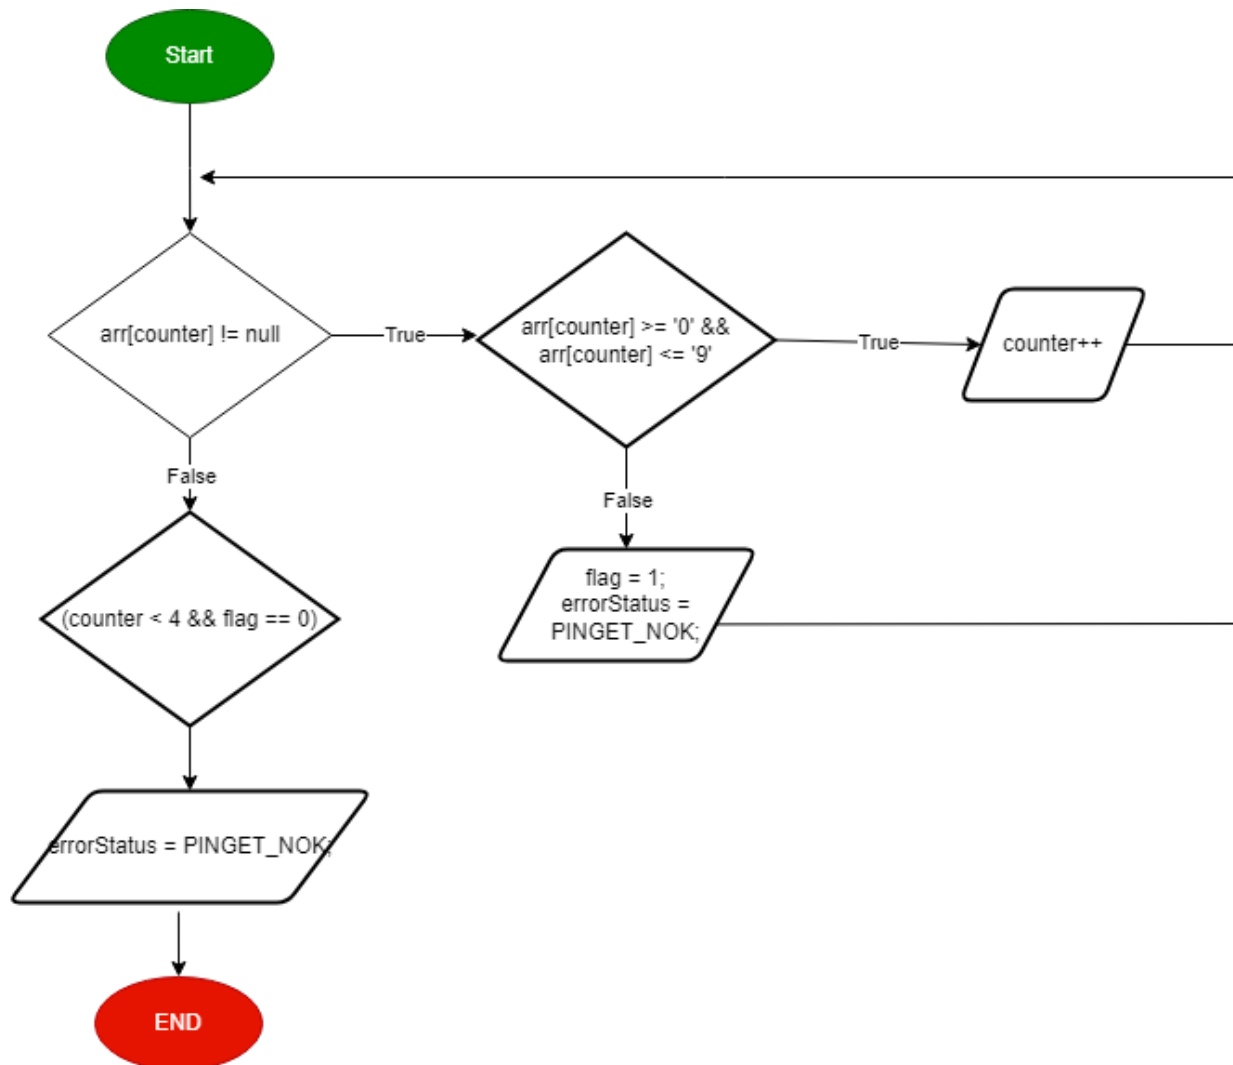 Start
arr[counter] != null
True
arr[counter] >= '0' &&
arr[counter] <= '9'
True
counter++
False
False
flag = 1;
errorStatus =
PINGET_NOK;
(counter < 4 && flag == 0)
errorStatus = PINGET_NOK;
END